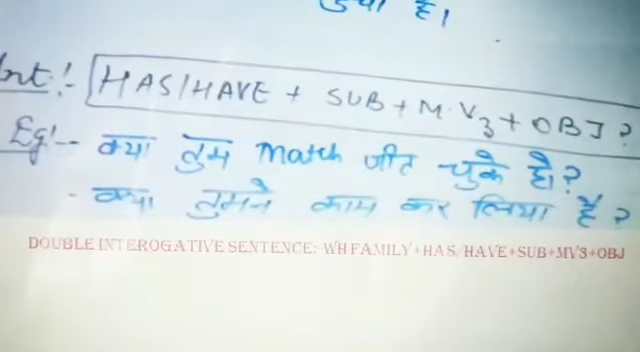 है।
Int:- HAS/HAVE + SUB + M.V3 + OBJ ?
Eg:- क्या तुम match जीत चुके हो?
- क्या तुमने काम कर लिया है ?
DOUBLE INTEROGATIVE SENTENCE:-WH FAMILY+HAS/HAVE+SUB+MV3+OBJ